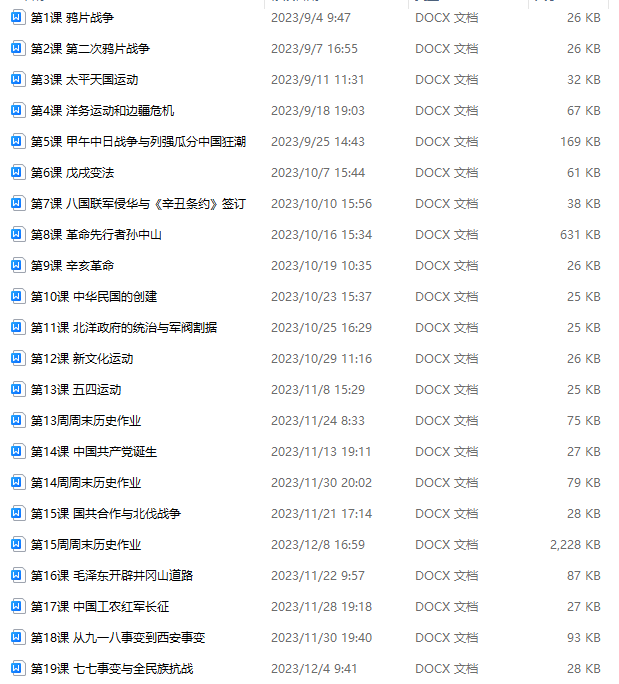 第1课 鸦片战争 2023/9/4 9:47 DOCX 文档 26 KB
第2课 第二次鸦片战争 2023/9/7 16:55 DOCX 文档 26 KB
第3课 太平天国运动 2023/9/11 11:31 DOCX 文档 32 KB
第4课 洋务运动和边疆危机 2023/9/18 19:03 DOCX 文档 67 KB
第5课 甲午中日战争与列强瓜分中国狂潮 2023/9/25 14:43 DOCX 文档 169 KB
第6课 戊戌变法 2023/10/7 15:44 DOCX 文档 61 KB
第7课 八国联军侵华与《辛丑条约》签订 2023/10/10 15:56 DOCX 文档 38 KB
第8课 革命先行者孙中山 2023/10/16 15:34 DOCX 文档 631 KB
第9课 辛亥革命 2023/10/19 10:35 DOCX 文档 26 KB
第10课 中华民国的创建 2023/10/23 15:37 DOCX 文档 25 KB
第11课 北洋政府的统治与军阀割据 2023/10/25 16:29 DOCX 文档 25 KB
第12课 新文化运动 2023/10/29 11:16 DOCX 文档 26 KB
第13课 五四运动 2023/11/8 15:29 DOCX 文档 25 KB
第13周周末历史作业 2023/11/24 8:33 DOCX 文档 75 KB
第14课 中国共产党诞生 2023/11/13 19:11 DOCX 文档 27 KB
第14周周末历史作业 2023/11/30 20:02 DOCX 文档 79 KB
第15课 国共合作与北伐战争 2023/11/21 17:14 DOCX 文档 28 KB
第15周周末历史作业 2023/12/8 16:59 DOCX 文档 2,228 KB
第16课 毛泽东开辟井冈山道路 2023/11/22 9:57 DOCX 文档 87 KB
第17课 中国工农红军长征 2023/11/28 19:18 DOCX 文档 27 KB
第18课 从九一八事变到西安事变 2023/11/30 19:40 DOCX 文档 93 KB
第19课 七七事变与全民族抗战 2023/12/4 9:41 DOCX 文档 28 KB